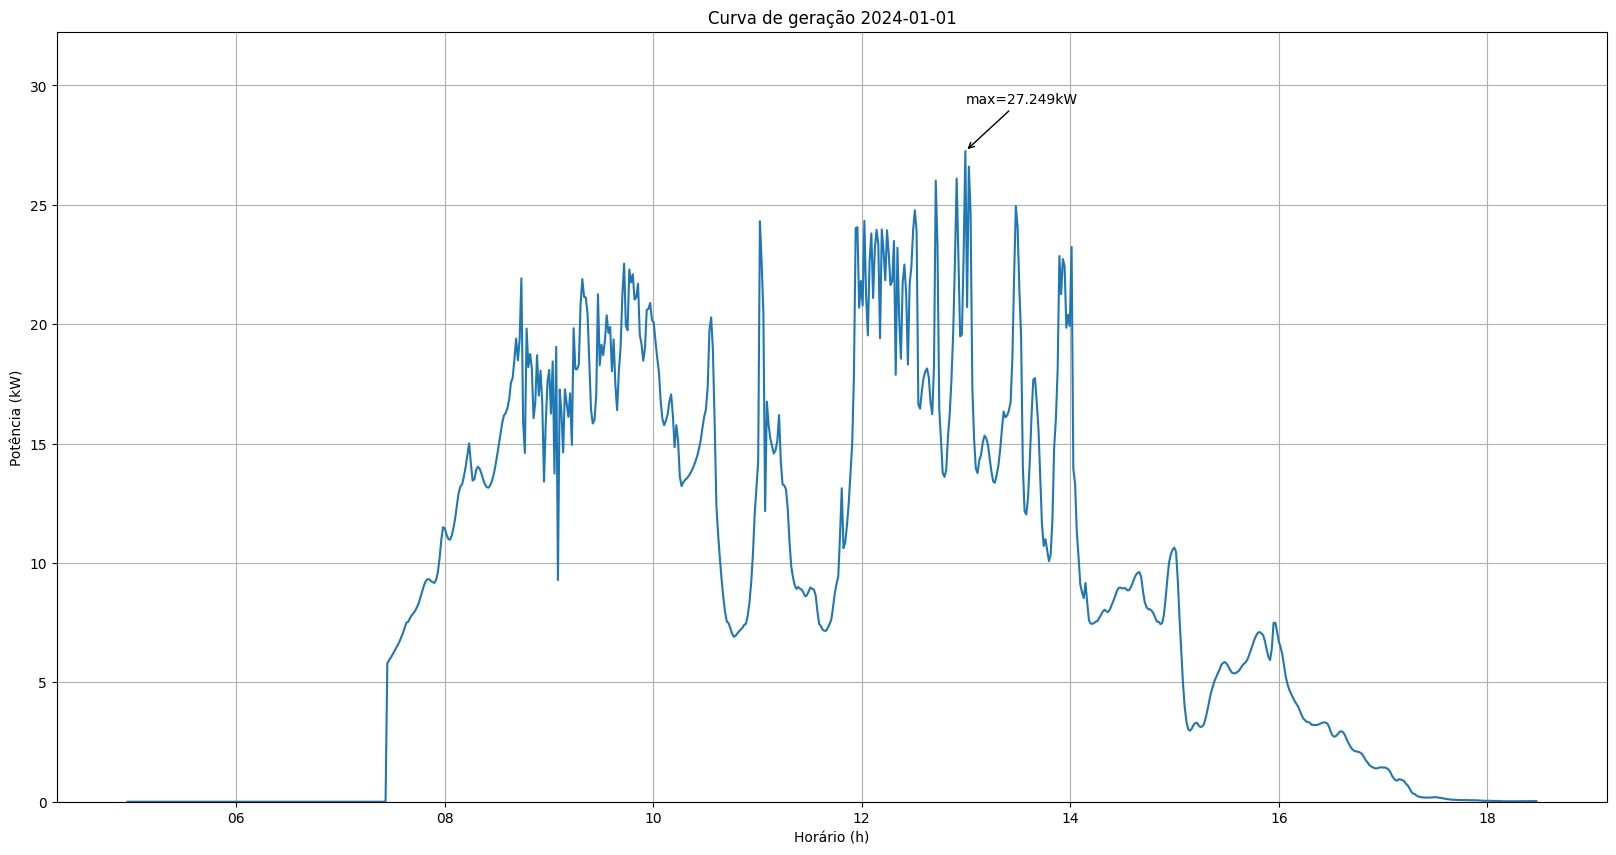 Curva de geração 2024-01-01
max=27.249kW
Potência (kW)
30
25
20
15
10
5
0
06 08 10 12 14 16 18
Horário (h)